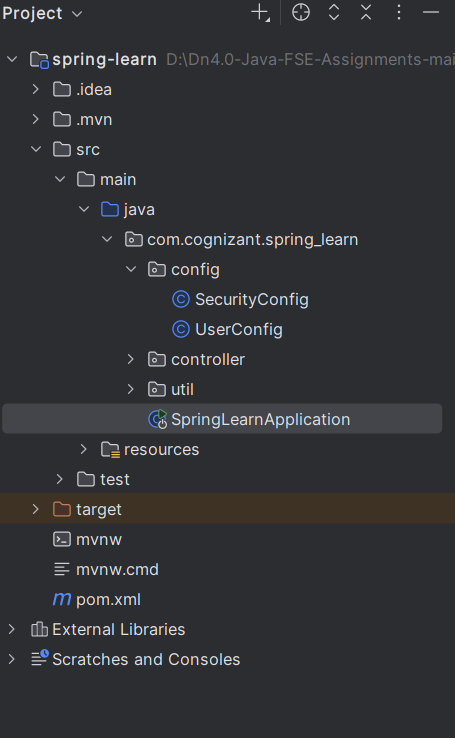 Project
spring-learn D:\Dn4.0-Java-FSE-Assignments-mai
.idea
.mvn
src
main
java
com.cognizant.spring_learn
config
SecurityConfig
UserConfig
controller
util
SpringLearnApplication
resources
test
target
mvnw
mvnw.cmd
pom.xml
External Libraries
Scratches and Consoles